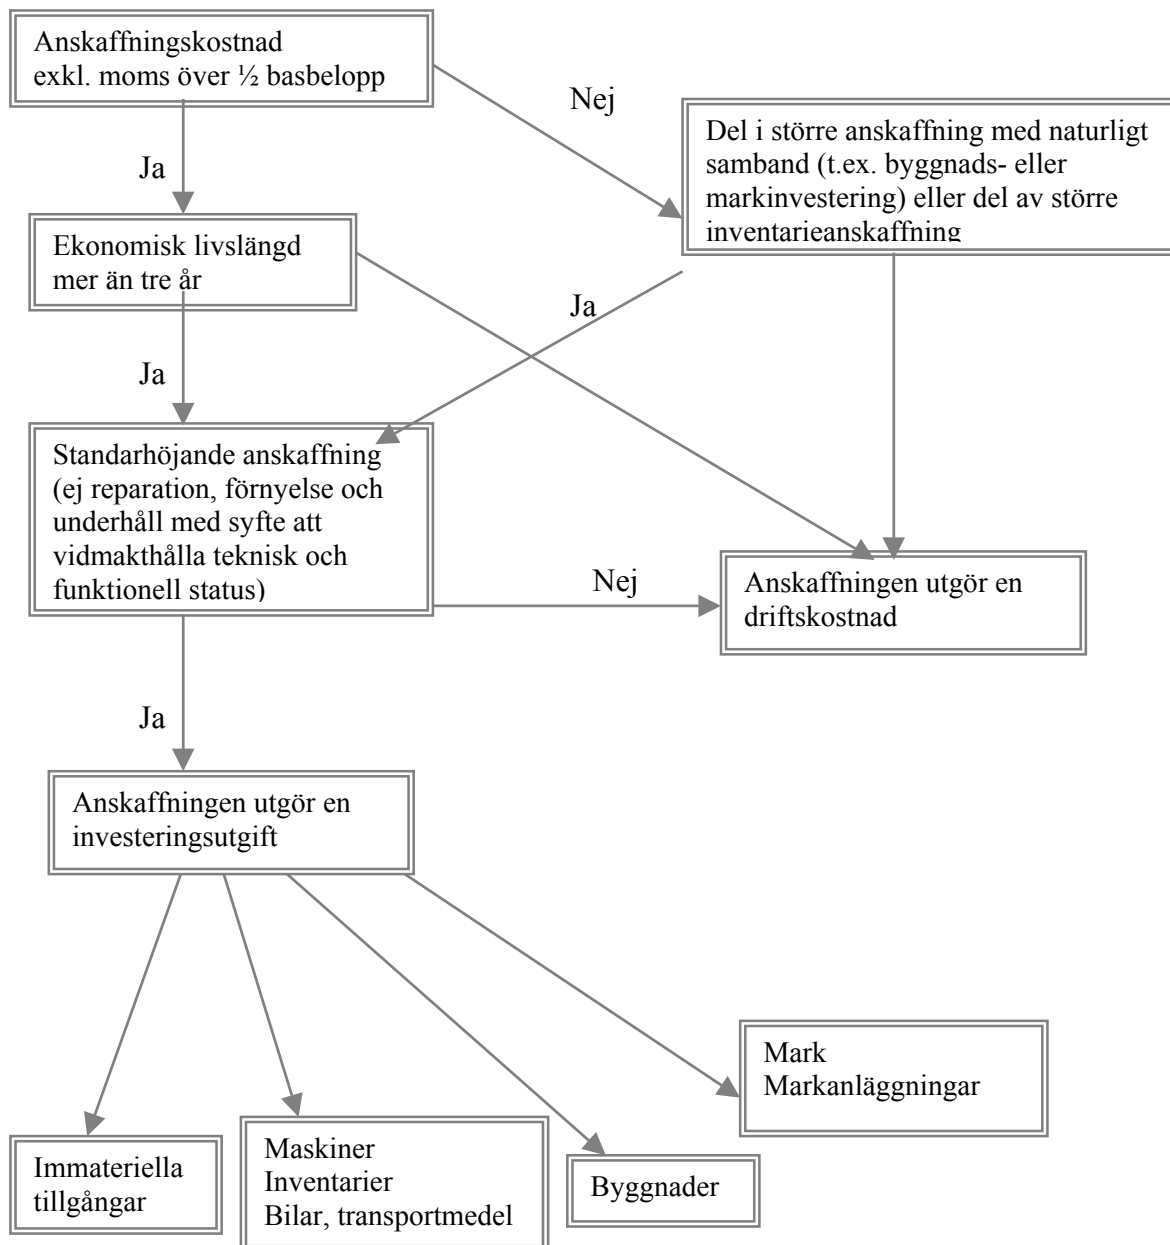 Anskaffningskostnad
exkl. moms över ½ basbelopp
Nej
Del i större anskaffning med naturligt
samband (t.ex. byggnads- eller
markinvestering) eller del av större
inventarieanskaffning
Ja
Ekonomisk livslängd
mer än tre år
Ja
Ja
Standarhöjande anskaffning
(ej reparation, förnyelse och
underhåll med syfte att
vidmakthålla teknisk och
funktionell status)
Nej
Anskaffningen utgör en
driftskostnad
Ja
Anskaffningen utgör en
investeringsutgift
Mark
Markanläggningar
Immateriella
tillgångar
Maskiner
Inventarier
Bilar, transportmedel
Byggnader